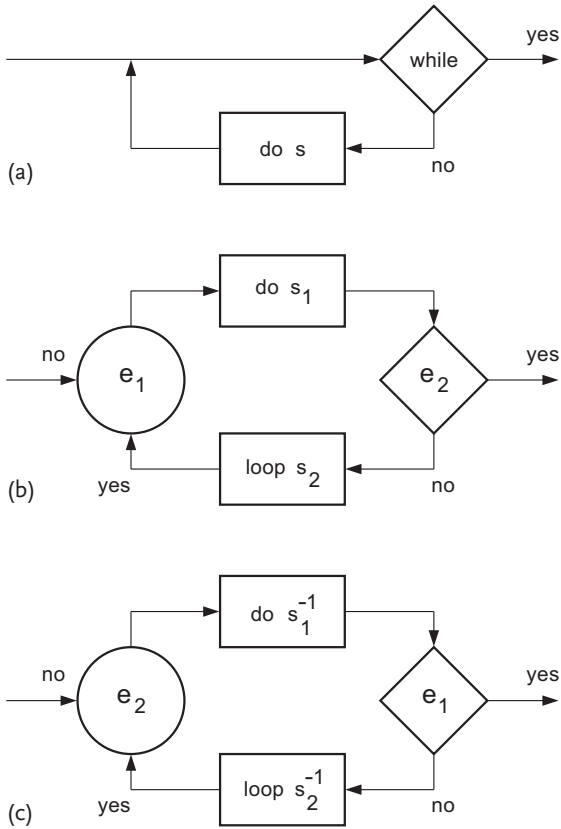 yes
while
do s
no
(a)
do s1
no
e1
e2
yes
loop s2
yes
no
(b)
do s1^-1
no
e2
e1
yes
loop s2^-1
yes
no
(c)